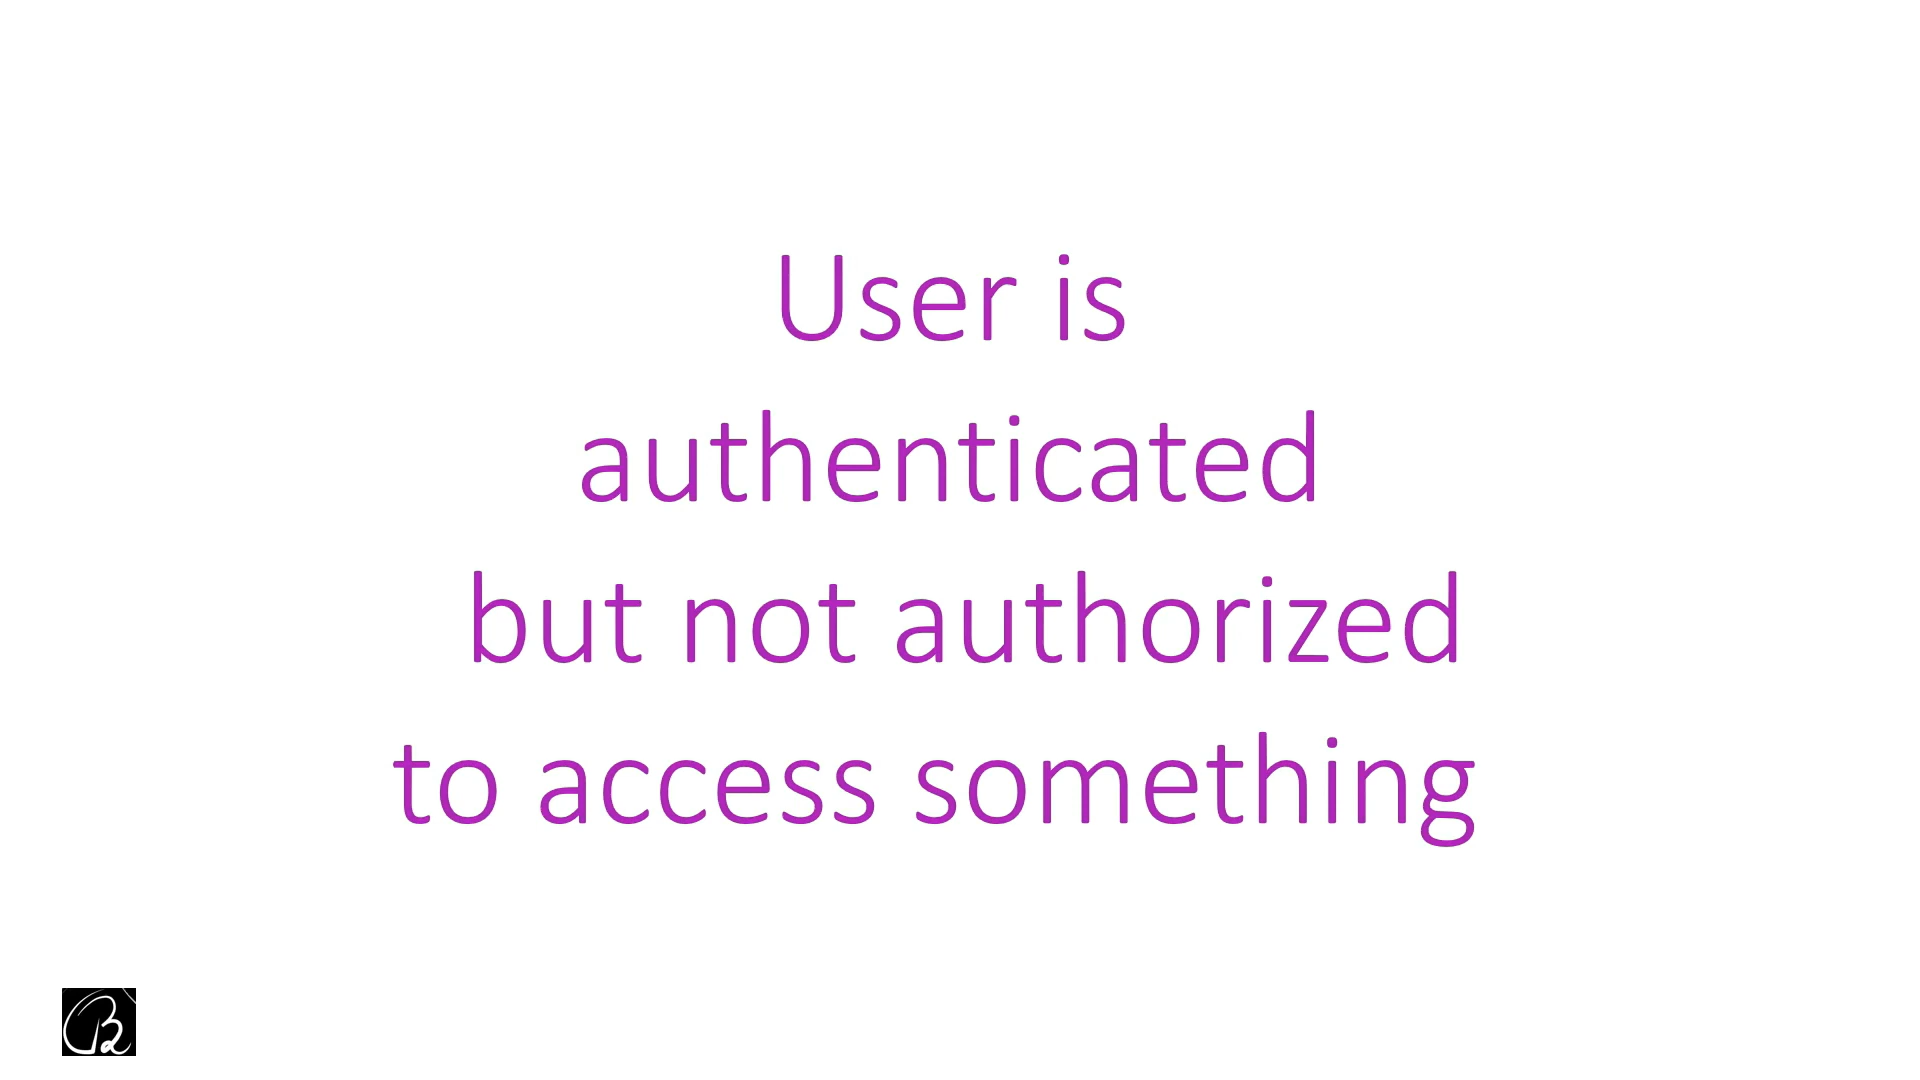 User is
authenticated
but not authorized
to access something